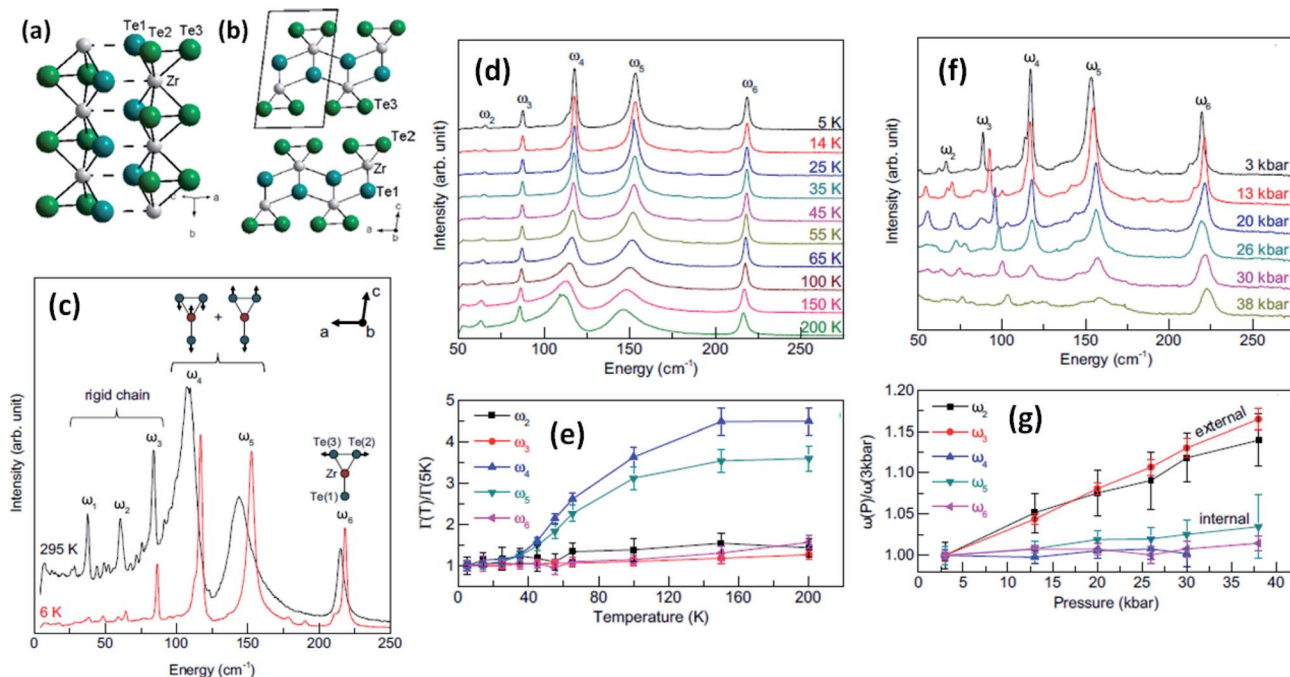 (a)
Te1
Te2
Te3
Zr
c
a
b
(b)
Te3
Te2
Zr
Te1
c
a
b
(c)
a
c
b
+
rigid chain
ω₁
ω₂
ω₃
ω₄
ω₅
ω₆
Te(3) Te(2)
Zr
Te(1)
295 K
6 K
Intensity (arb. unit)
0 50 100 150 200 250
Energy (cm⁻¹)
(d)
ω₂
ω₃
ω₄
ω₅
ω₆
5 K
14 K
25 K
35 K
45 K
55 K
65 K
100 K
150 K
200 K
Intensity (arb. unit)
50 100 150 200 250
Energy (cm⁻¹)
(e)
ω₂
ω₃
ω₄
ω₅
ω₆
Γ(T)/Γ(5K)
5
4
3
2
1
0 20 40 60 80 100 120 140 160 200
Temperature (K)
(f)
ω₂
ω₃
ω₄
ω₅
ω₆
3 kbar
13 kbar
20 kbar
26 kbar
30 kbar
38 kbar
Intensity (arb. unit)
50 100 150 200 250
Energy (cm⁻¹)
(g)
ω₂
ω₃
ω₄
ω₅
ω₆
external
internal
ω(P)/ω(3kbar)
1.20
1.15
1.10
1.05
1.00
0 5 10 15 20 25 30 35 40
Pressure (kbar)